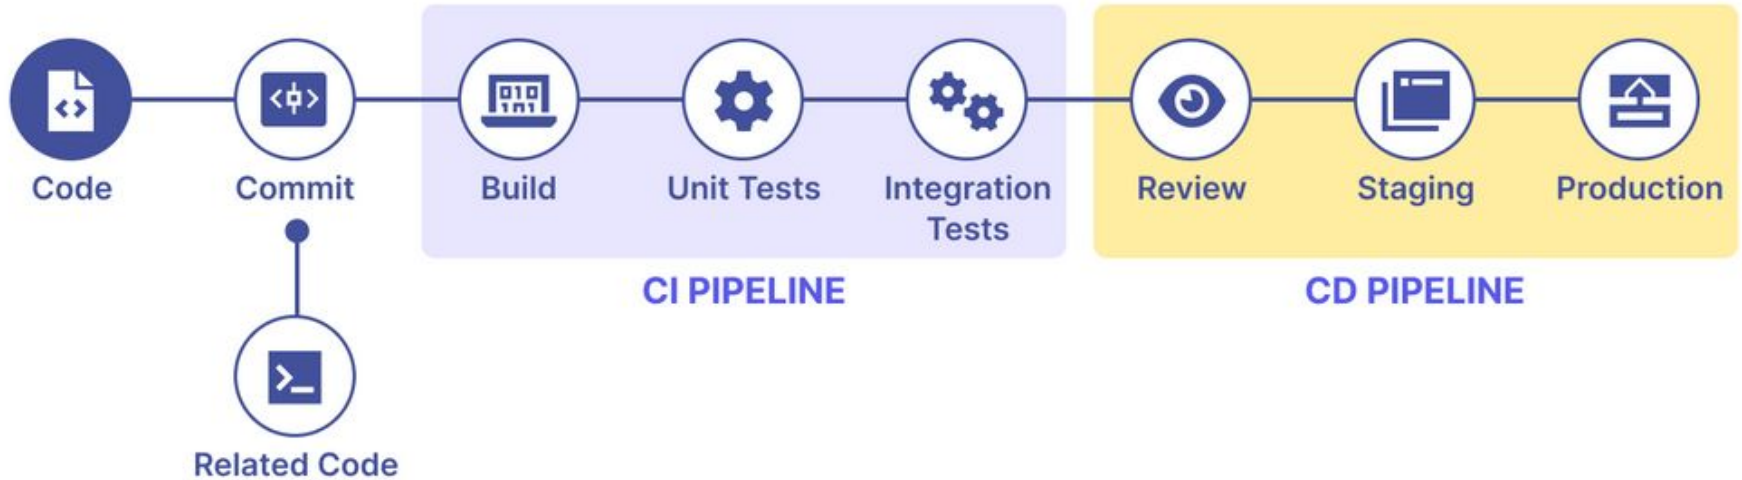 Code
Commit
Build
Unit Tests
Integration
Tests
Review
Staging
Production
CI PIPELINE
CD PIPELINE
Related Code